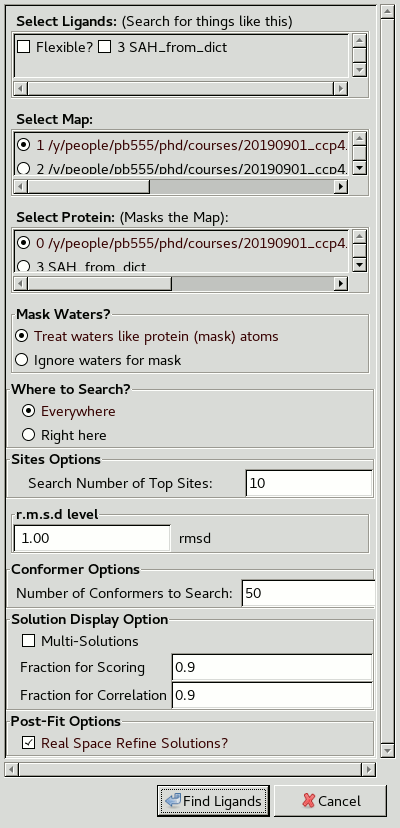 Select Ligands: (Search for things like this)
Flexible? 3 SAH_from_dict
Select Map:
1 /y/people/pb555/phd/courses/20190901_ccp4.
2 /y/people/pb555/phd/courses/20190901_ccp4.
Select Protein: (Masks the Map):
0 /y/people/pb555/phd/courses/20190901_ccp4.
3 SAH_from_dict
Mask Waters?
Treat waters like protein (mask) atoms
Ignore waters for mask
Where to Search?
Everywhere
Right here
Sites Options
Search Number of Top Sites: 10
r.m.s.d level
1.00 rmsd
Conformer Options
Number of Conformers to Search: 50
Solution Display Option
Multi-Solutions
Fraction for Scoring 0.9
Fraction for Correlation 0.9
Post-Fit Options
Real Space Refine Solutions?
Find Ligands Cancel